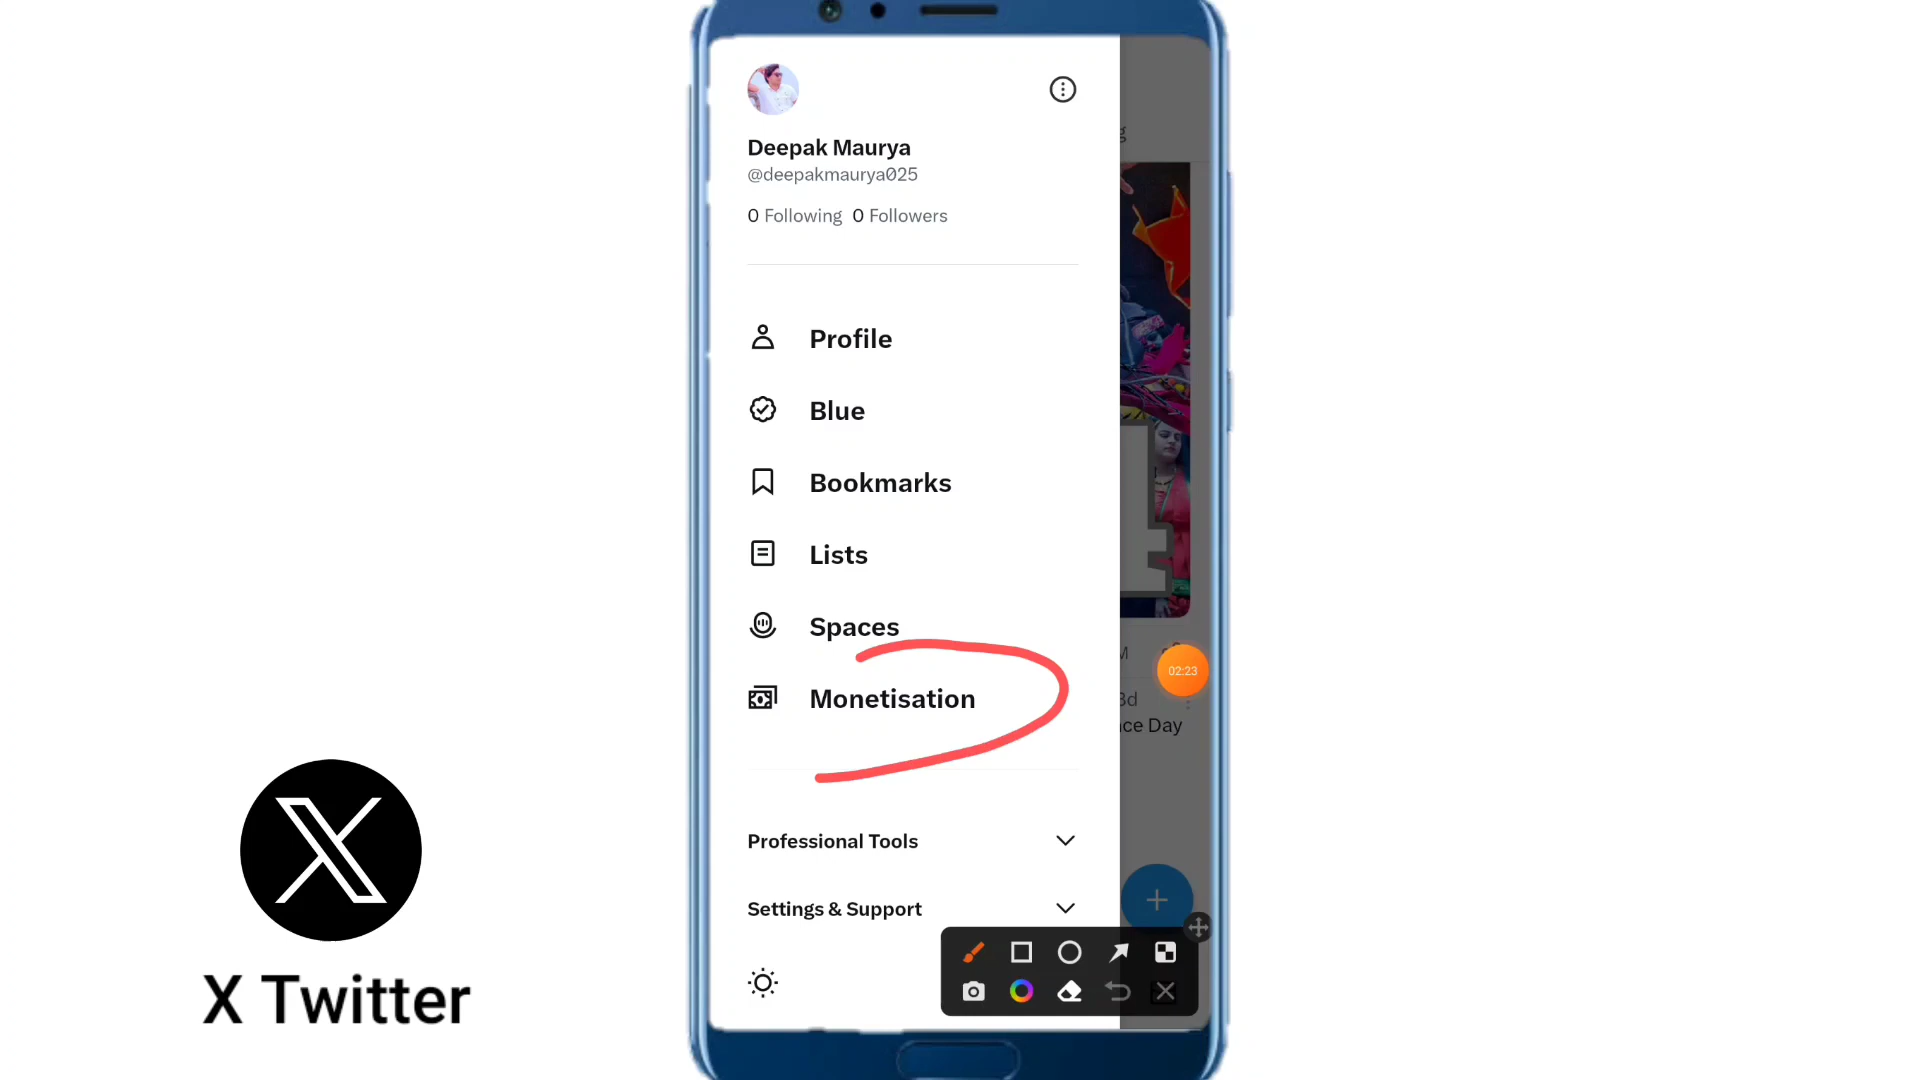 Deepak Maurya
@deepakmaurya025
0 Following 0 Followers
Profile
Blue
Bookmarks
Lists
Spaces
Monetisation
Professional Tools
Settings & Support
g
M
02:23
3d
ce Day
X Twitter